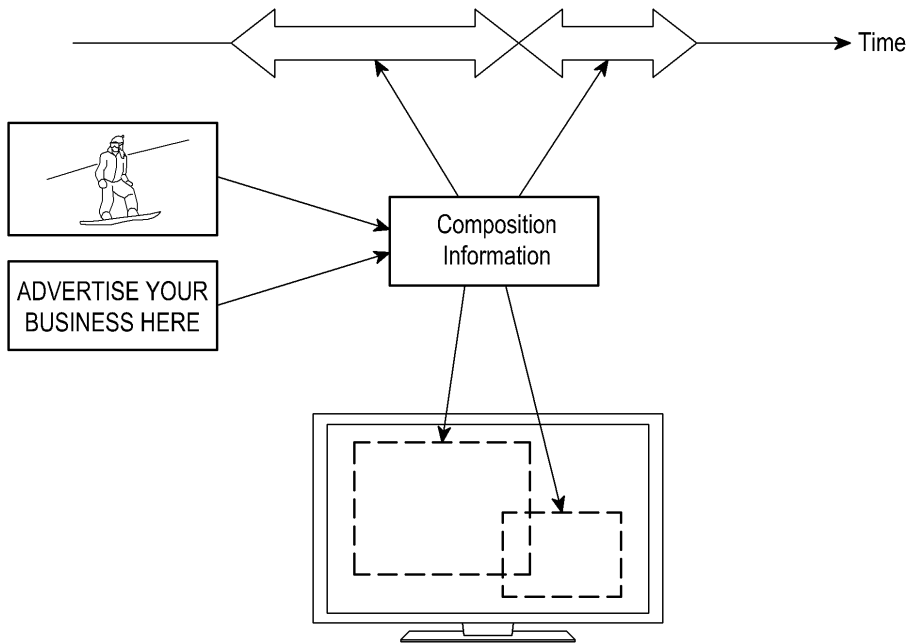 Time
Composition
Information
ADVERTISE YOUR
BUSINESS HERE